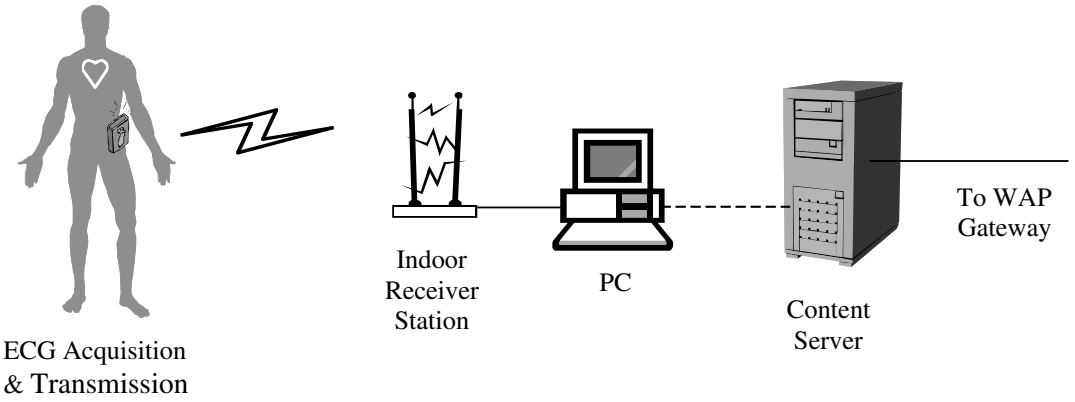 ECG Acquisition
& Transmission
Indoor
Receiver
Station
PC
Content
Server
To WAP
Gateway